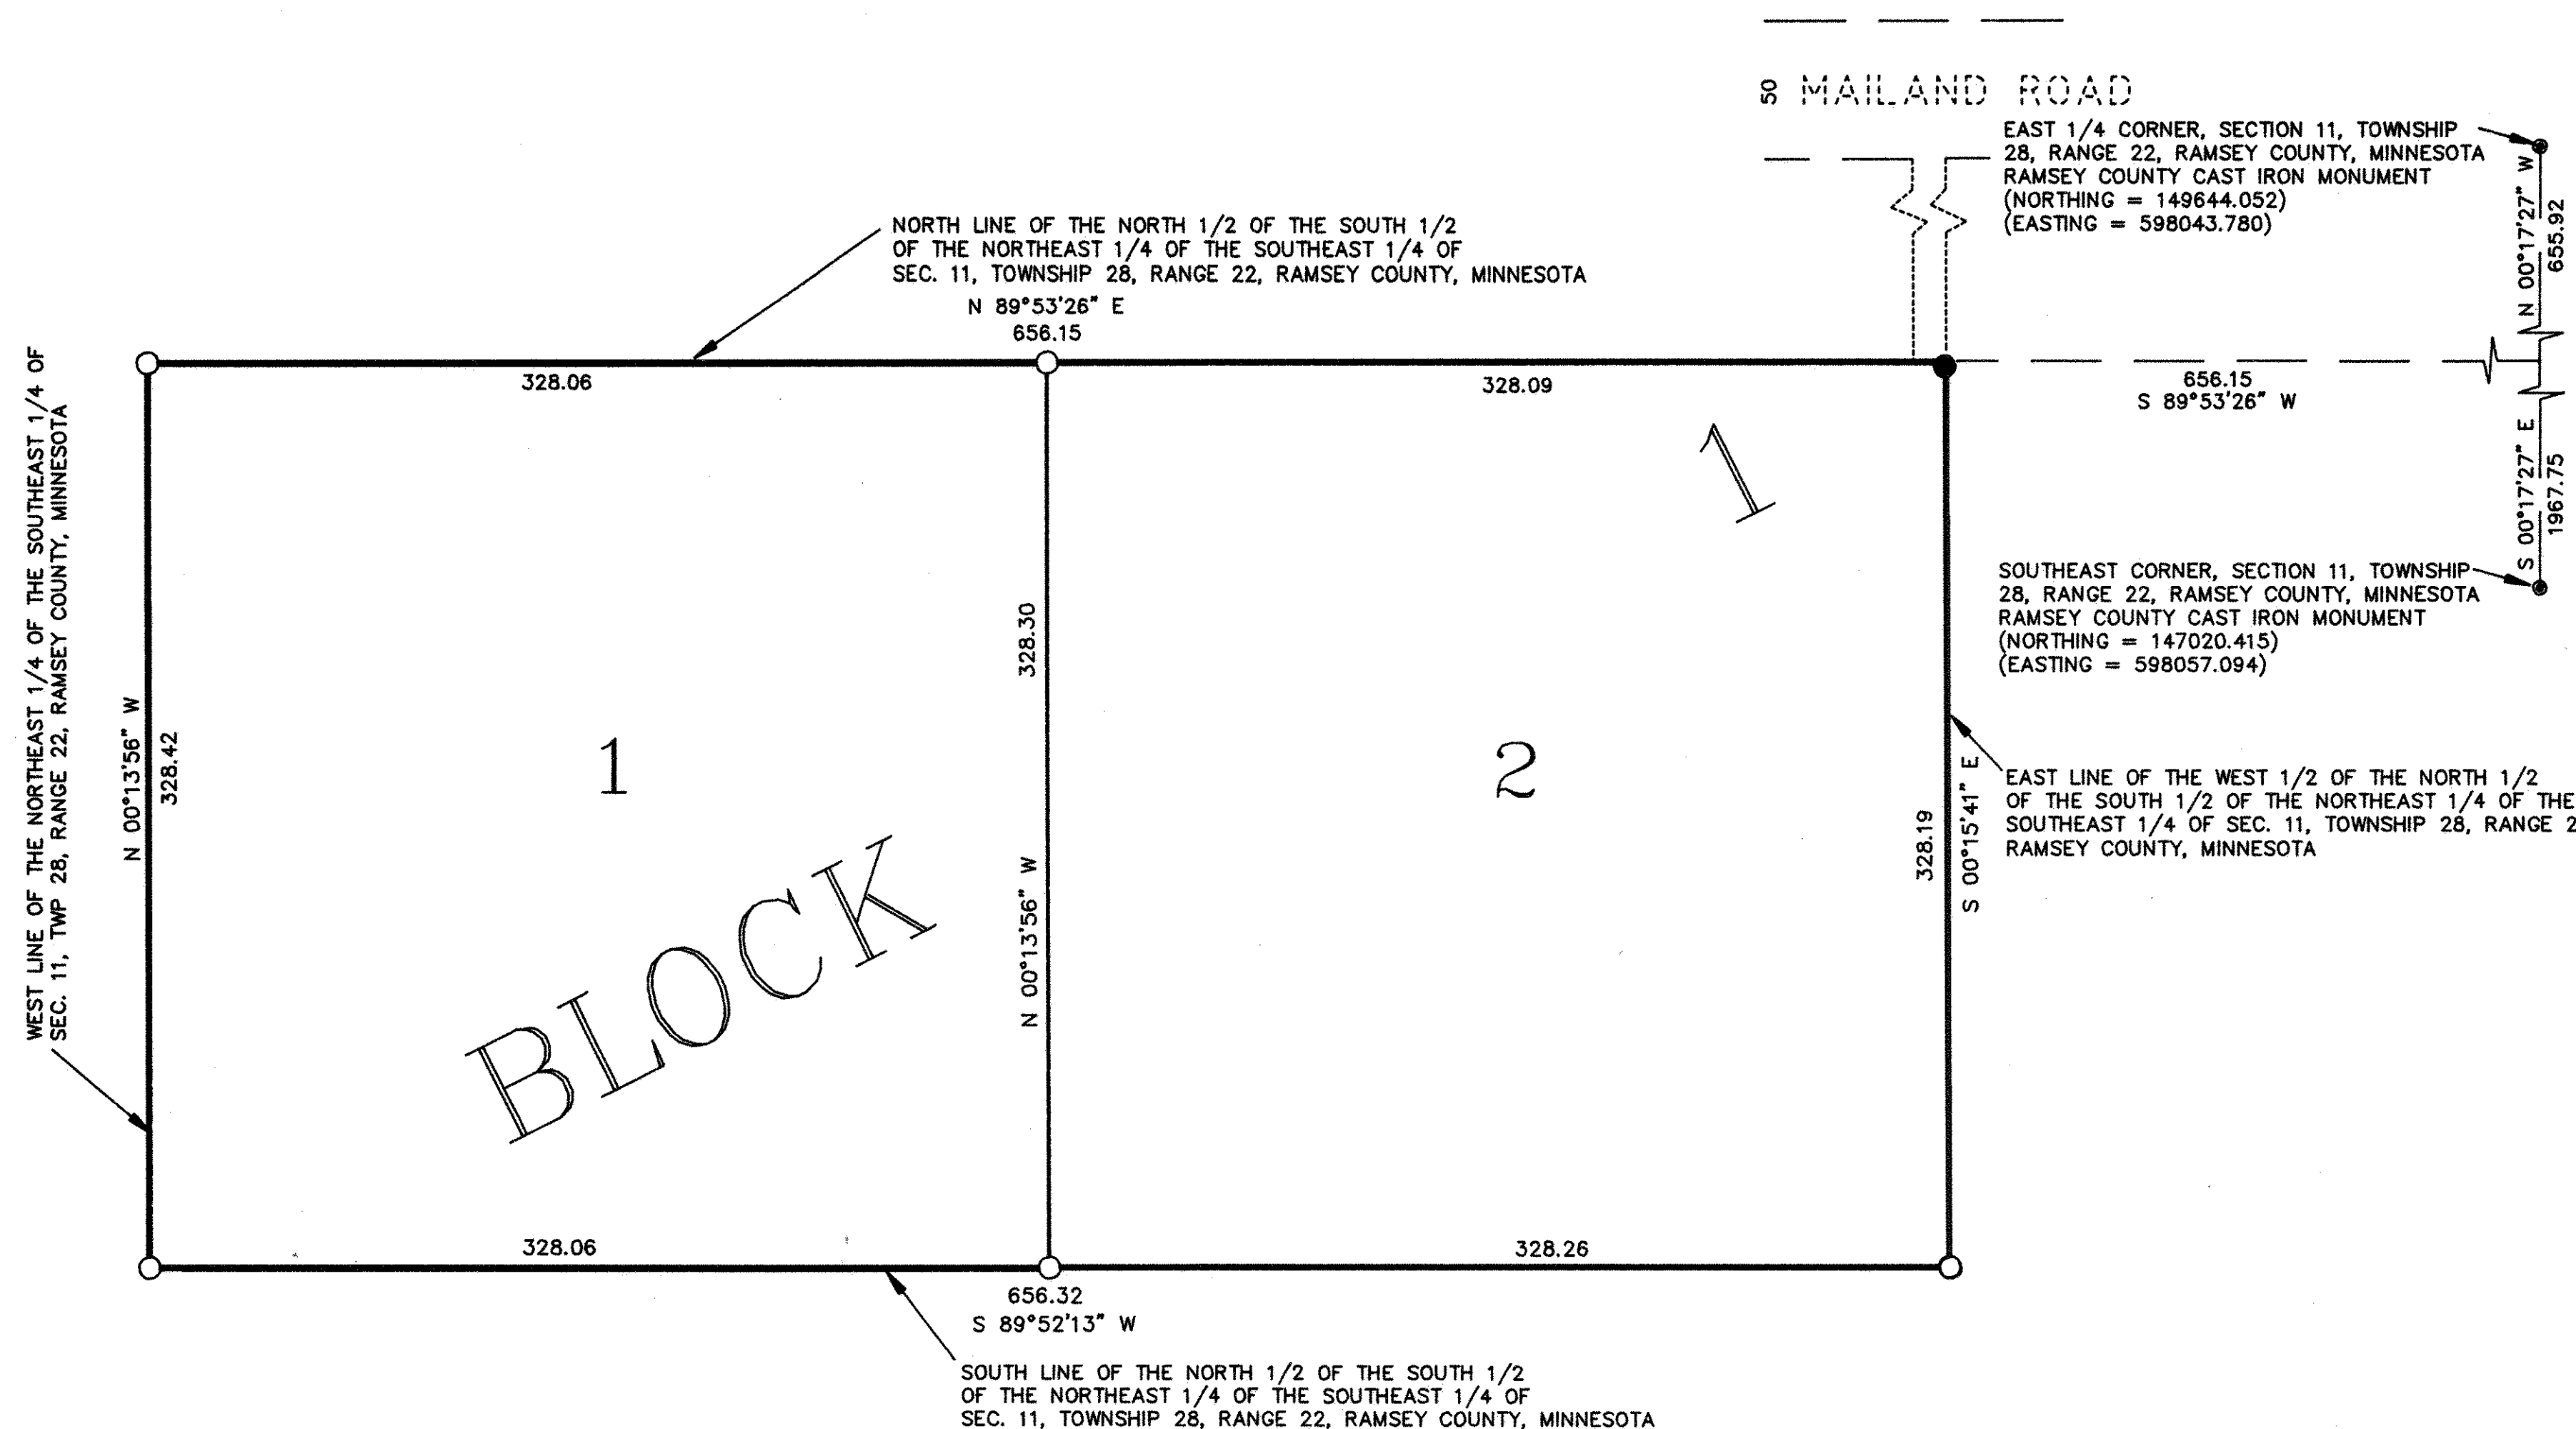 50 MAILAND ROAD
EAST 1/4 CORNER, SECTION 11, TOWNSHIP
28, RANGE 22, RAMSEY COUNTY, MINNESOTA
RAMSEY COUNTY CAST IRON MONUMENT
(NORTHING = 149644.052)
(EASTING = 598043.780)
N 00°17'27" W
655.92
NORTH LINE OF THE NORTH 1/2 OF THE SOUTH 1/2
OF THE NORTHEAST 1/4 OF THE SOUTHEAST 1/4 OF
SEC. 11, TOWNSHIP 28, RANGE 22, RAMSEY COUNTY, MINNESOTA
N 89°53'26" E
656.15
328.06
328.09
656.15
S 89°53'26" W
S 00°17'27" E
1967.75
WEST LINE OF THE NORTHEAST 1/4 OF THE SOUTHEAST 1/4 OF
SEC. 11, TWP 28, RANGE 22, RAMSEY COUNTY, MINNESOTA
N 00°13'56" W
328.42
1
328.30
N 00°13'56" W
2
BLOCK 1
SOUTHEAST CORNER, SECTION 11, TOWNSHIP
28, RANGE 22, RAMSEY COUNTY, MINNESOTA
RAMSEY COUNTY CAST IRON MONUMENT
(NORTHING = 147020.415)
(EASTING = 598057.094)
328.19
S 00°15'41" E
EAST LINE OF THE WEST 1/2 OF THE NORTH 1/2
OF THE SOUTH 1/2 OF THE NORTHEAST 1/4 OF THE
SOUTHEAST 1/4 OF SEC. 11, TOWNSHIP 28, RANGE 2
RAMSEY COUNTY, MINNESOTA
328.06
328.26
656.32
S 89°52'13" W
SOUTH LINE OF THE NORTH 1/2 OF THE SOUTH 1/2
OF THE NORTHEAST 1/4 OF THE SOUTHEAST 1/4 OF
SEC. 11, TOWNSHIP 28, RANGE 22, RAMSEY COUNTY, MINNESOTA